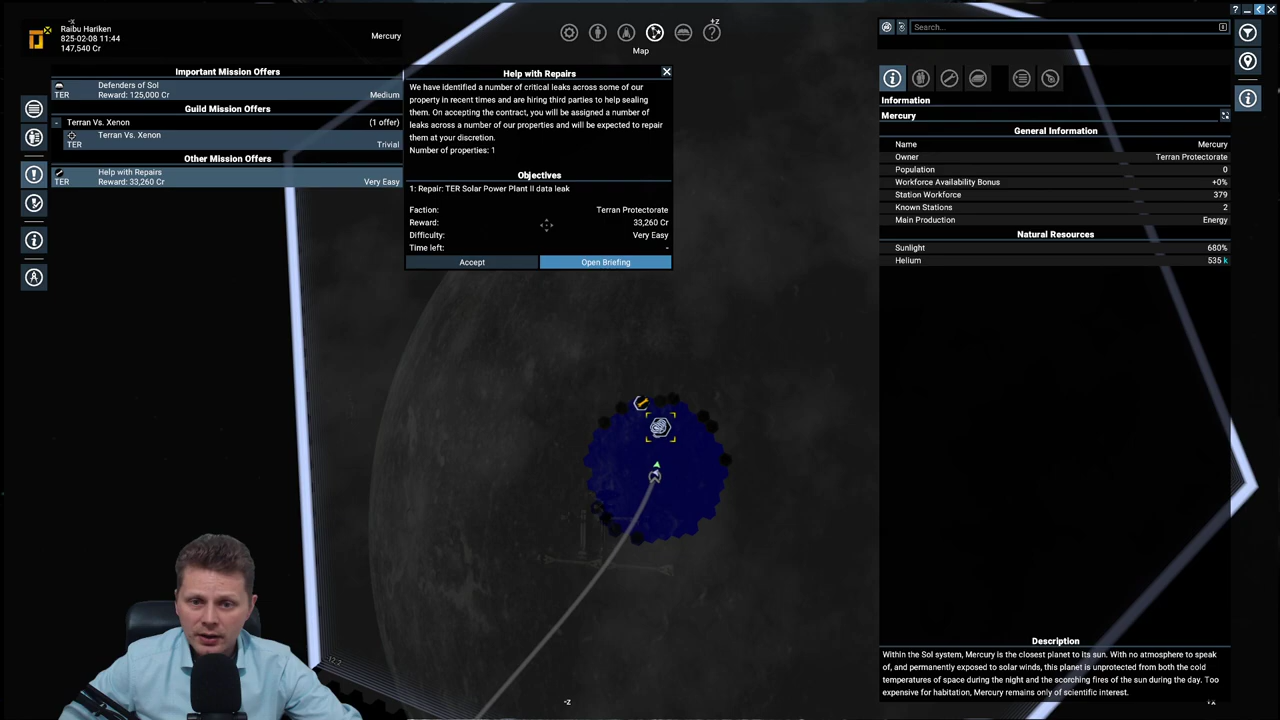 -x
Raibu Hariken
825-02-08 11:44
147,540 Cr
Mercury
+z
Map
Search...
Important Mission Offers
Defenders of Sol
TER Reward: 125,000 Cr Medium
Guild Mission Offers
- Terran Vs. Xenon (1 offer)
Terran Vs. Xenon
TER Trivial
Other Mission Offers
Help with Repairs
TER Reward: 33,260 Cr Very Easy
Help with Repairs
We have identified a number of critical leaks across some of our
property in recent times and are hiring third parties to help sealing
them. On accepting the contract, you will be assigned a number of
leaks across a number of our properties and will be expected to repair
them at your discretion.
Number of properties: 1
Objectives
1: Repair: TER Solar Power Plant II data leak
Faction: Terran Protectorate
Reward: 33,260 Cr
Difficulty: Very Easy
Time left: -
Accept
Open Briefing
Information
Mercury
General Information
Name Mercury
Owner Terran Protectorate
Population 0
Workforce Availability Bonus +0%
Station Workforce 379
Known Stations 2
Main Production Energy
Natural Resources
Sunlight 680%
Helium 535 k
Description
Within the Sol system, Mercury is the closest planet to its sun. With no atmosphere to speak
of, and permanently exposed to solar winds, this planet is unprotected from both the cold
temperatures of space during the night and the scorching fires of the sun during the day. Too
expensive for habitation, Mercury remains only of scientific interest.
-z